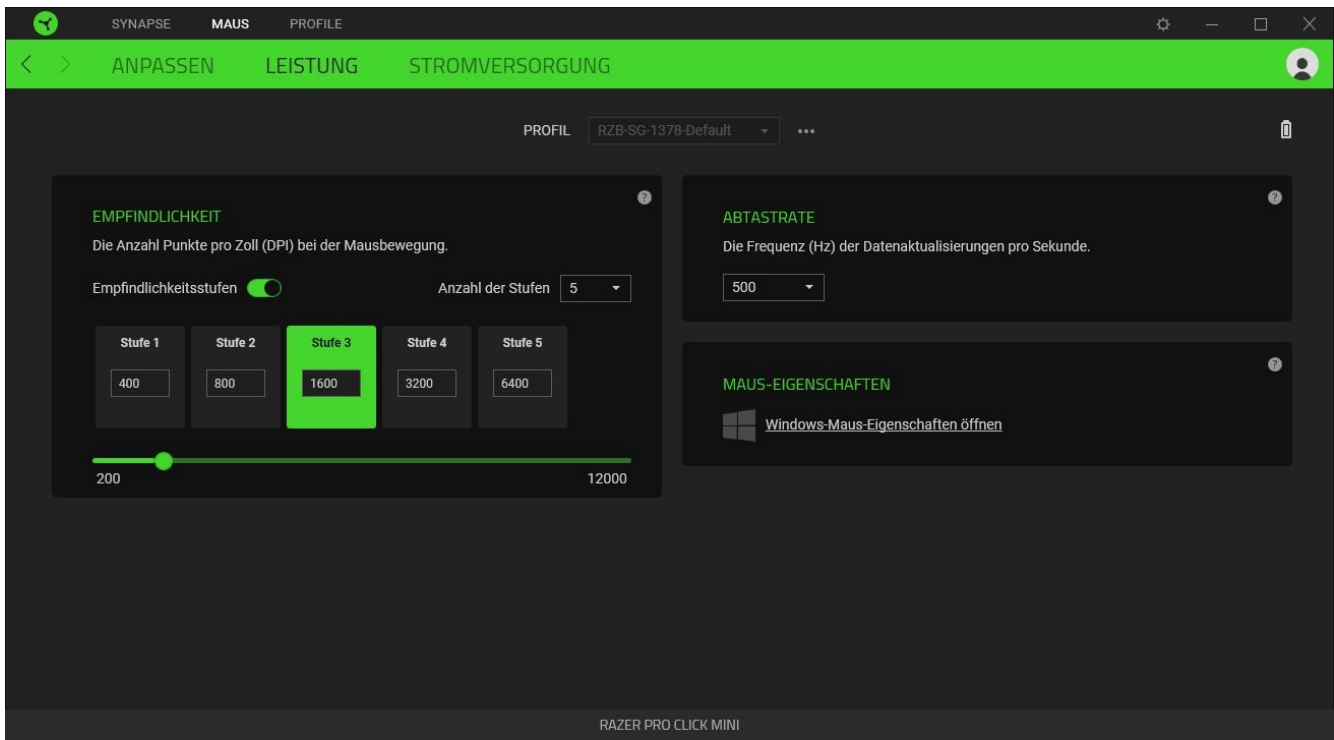 SYNAPSE MAUS PROFILE
ANPASSEN LEISTUNG STROMVERSORGUNG
PROFIL RZB-SG-1378-Default
EMPFINDLICHKEIT
Die Anzahl Punkte pro Zoll (DPI) bei der Mausbewegung.
Empfindlichkeitsstufen Anzahl der Stufen 5
Stufe 1 Stufe 2 Stufe 3 Stufe 4 Stufe 5
400 800 1600 3200 6400
200 12000
ABTASTRATE
Die Frequenz (Hz) der Datenaktualisierungen pro Sekunde.
500
MAUS-EIGENSCHAFTEN
Windows-Maus-Eigenschaften öffnen
RAZER PRO CLICK MINI